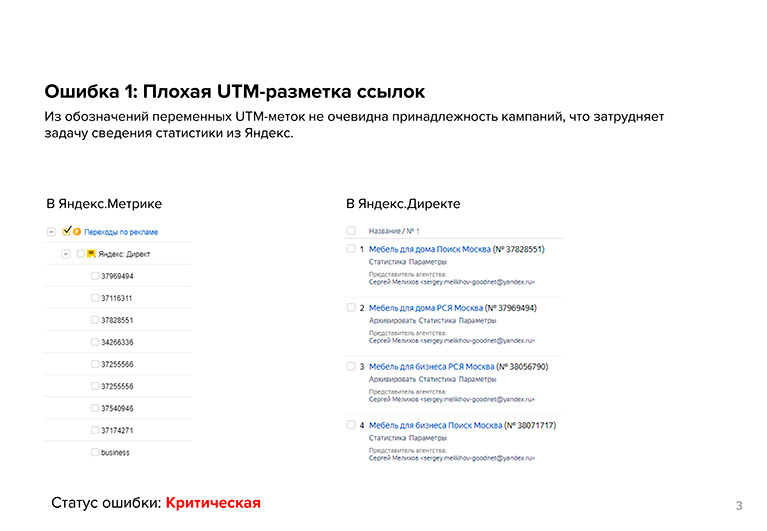 Ошибка 1: Плохая UTM-разметка ссылок
Из обозначений переменных UTM-меток не очевидна принадлежность кампаний, что затрудняет
задачу сведения статистики из Яндекс.
В Яндекс.Метрике
Переходы по рекламе
Яндекс: Директ
37969494
37116311
37828551
34266336
37255566
37255556
37540946
37174271
business
В Яндекс.Директе
Название / № ↑
1 Мебель для дома Поиск Москва (№ 37828551)
Статистика Параметры
Представитель агентства:
Сергей Мелихов <sergey.melikhov-goodnet@yandex.ru>
2 Мебель для дома РСЯ Москва (№ 37969494)
Архивировать Статистика Параметры
Представитель агентства:
Сергей Мелихов <sergey.melikhov-goodnet@yandex.ru>
3 Мебель для бизнеса РСЯ Москва (№ 38056790)
Архивировать Статистика Параметры
Представитель агентства:
Сергей Мелихов <sergey.melikhov-goodnet@yandex.ru>
4 Мебель для бизнеса Поиск Москва (№ 38071717)
Статистика Параметры
Представитель агентства:
Сергей Мелихов <sergey.melikhov-goodnet@yandex.ru>
Статус ошибки: Критическая
3